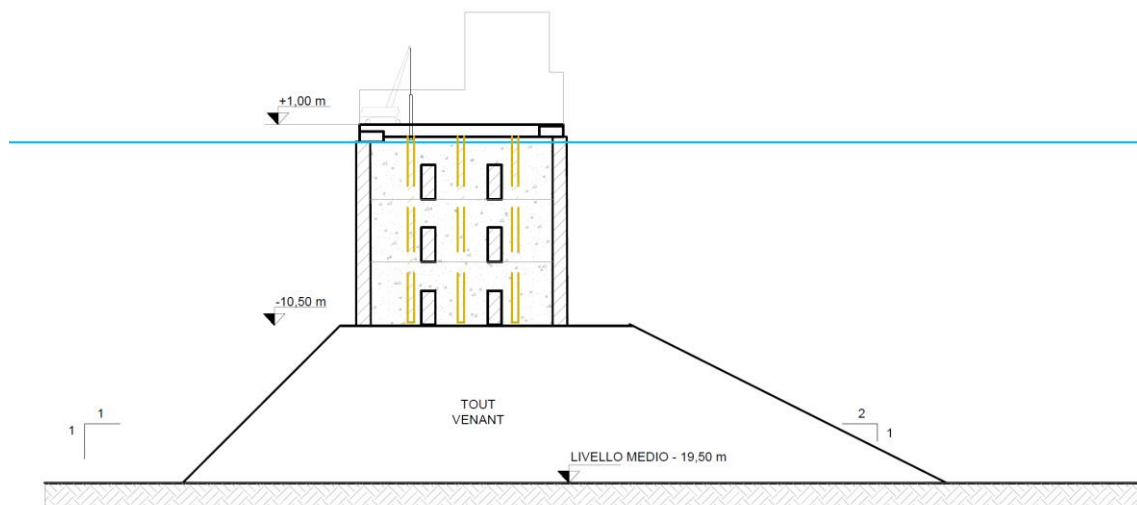 +1,00 m
-10,50 m
TOUT
VENANT
1
1
2
1
LIVELLO MEDIO - 19,50 m